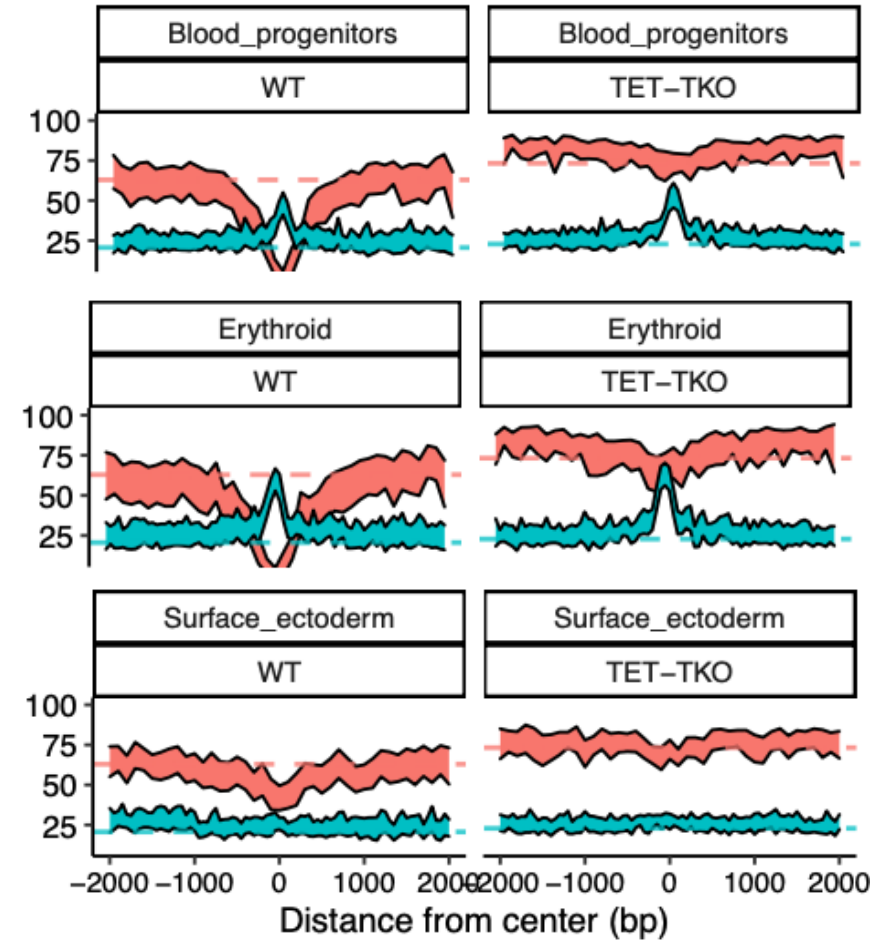 Blood_progenitors Blood_progenitors
WT TET−TKO
100
75
50
25
Erythroid Erythroid
WT TET−TKO
100
75
50
25
Surface_ectoderm Surface_ectoderm
WT TET−TKO
100
75
50
25
−2000 −1000 0 1000 2000 −2000 −1000 0 1000 2000
Distance from center (bp)